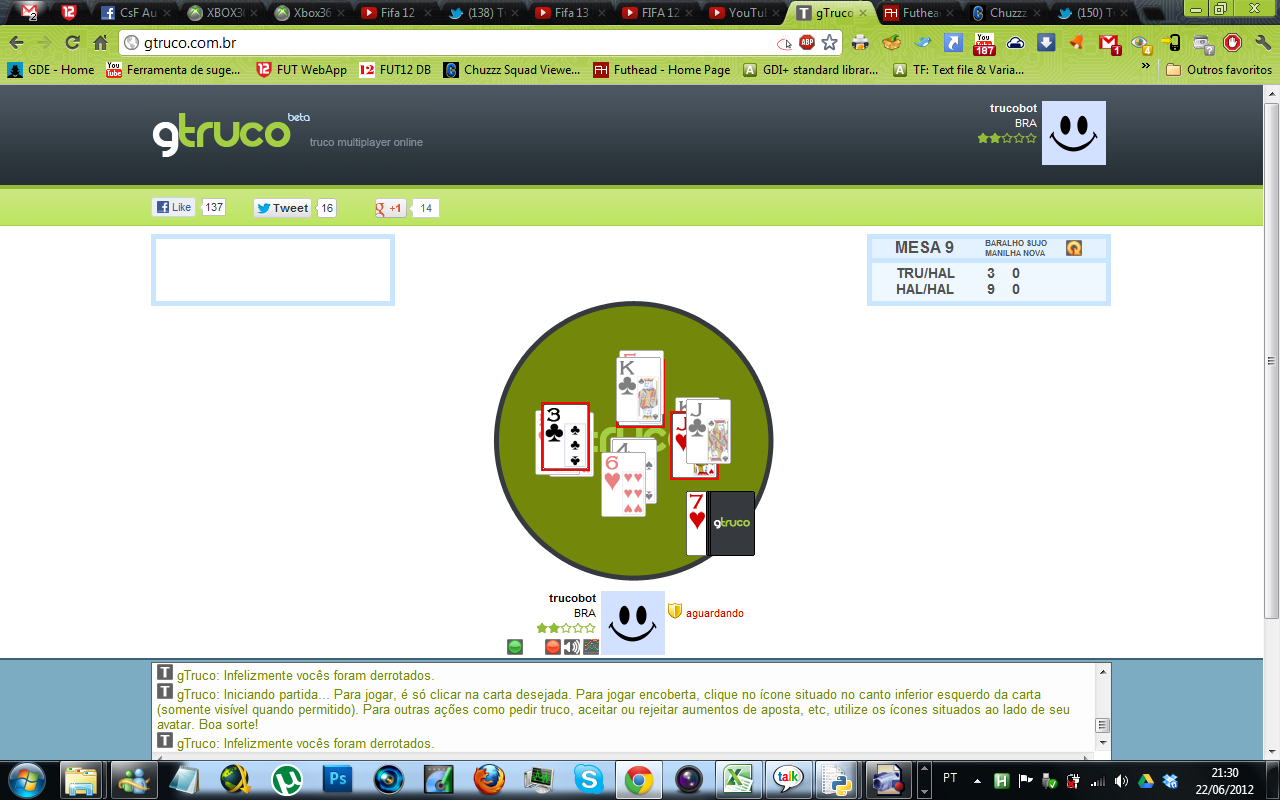 CsF Au
XBOX3
Xbox36
Fifa 12
(138) Tw
Fifa 13
FIFA 12
YouTul
gTruco
Futhea
Chuzzz
(150) Tw
gtruco.com.br
GDE - Home
Ferramenta de suge...
FUT WebApp
FUT12 DB
Chuzzz Squad Viewe...
Futhead - Home Page
GDI+ standard librar...
TF: Text file & Varia...
Outros favoritos
gtruco beta
truco multiplayer online
trucobot
BRA
Like 137
Tweet 16
+1 14
MESA 9
BARALHO SUJO
MANILHA NOVA
TRU/HAL 3 0
HAL/HAL 9 0
K
3
K
J
J
4
6
7
gtruco
trucobot
BRA
aguardando
gTruco: Infelizmente vocês foram derrotados.
gTruco: Iniciando partida... Para jogar, é só clicar na carta desejada. Para jogar encoberta, clique no ícone situado no canto inferior esquerdo da carta
(somente visível quando permitido). Para outras ações como pedir truco, aceitar ou rejeitar aumentos de aposta, etc, utilize os ícones situados ao lado de seu
avatar. Boa sorte!
gTruco: Infelizmente vocês foram derrotados.
PT
21:30
22/06/2012